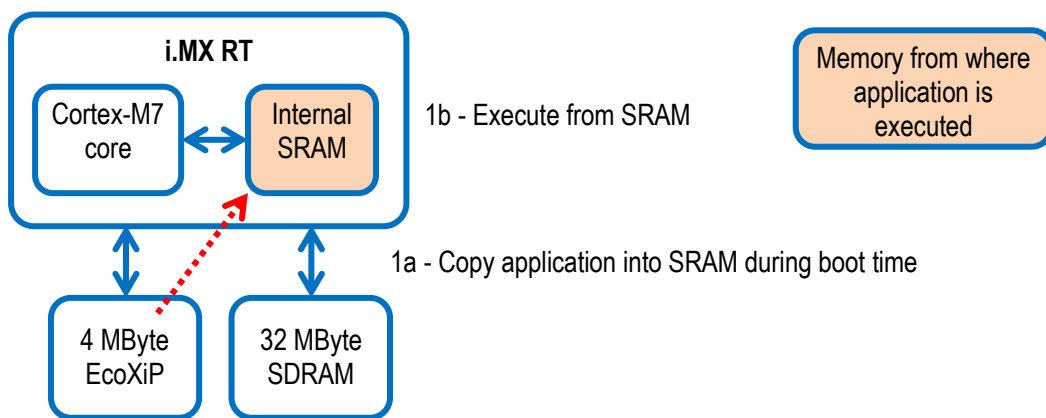 i.MX RT
Cortex-M7
core
Internal
SRAM
1b - Execute from SRAM
Memory from where
application is
executed
1a - Copy application into SRAM during boot time
4 MByte
EcoXiP
32 MByte
SDRAM